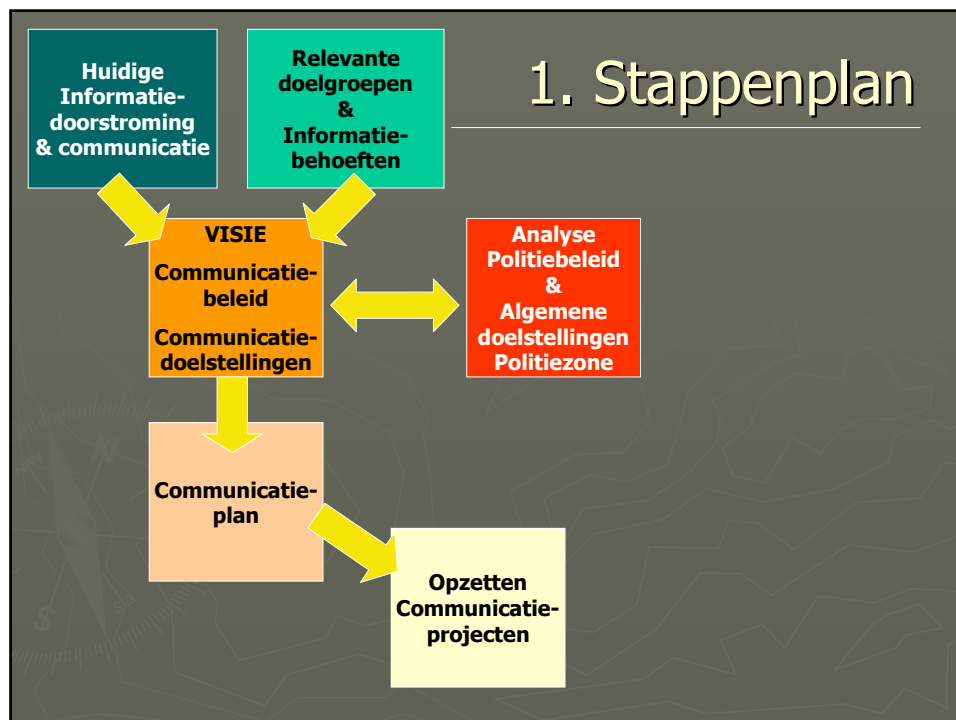 1. Stappenplan
Huidige
Informatie-
doorstroming
& communicatie
Relevante
doelgroepen
&
Informatie-
behoeften
VISIE
Communicatie-
beleid
Communicatie-
doelstellingen
Analyse
Politiebeleid
&
Algemene
doelstellingen
Politiezone
Communicatie-
plan
Opzetten
Communicatie-
projecten
N
S